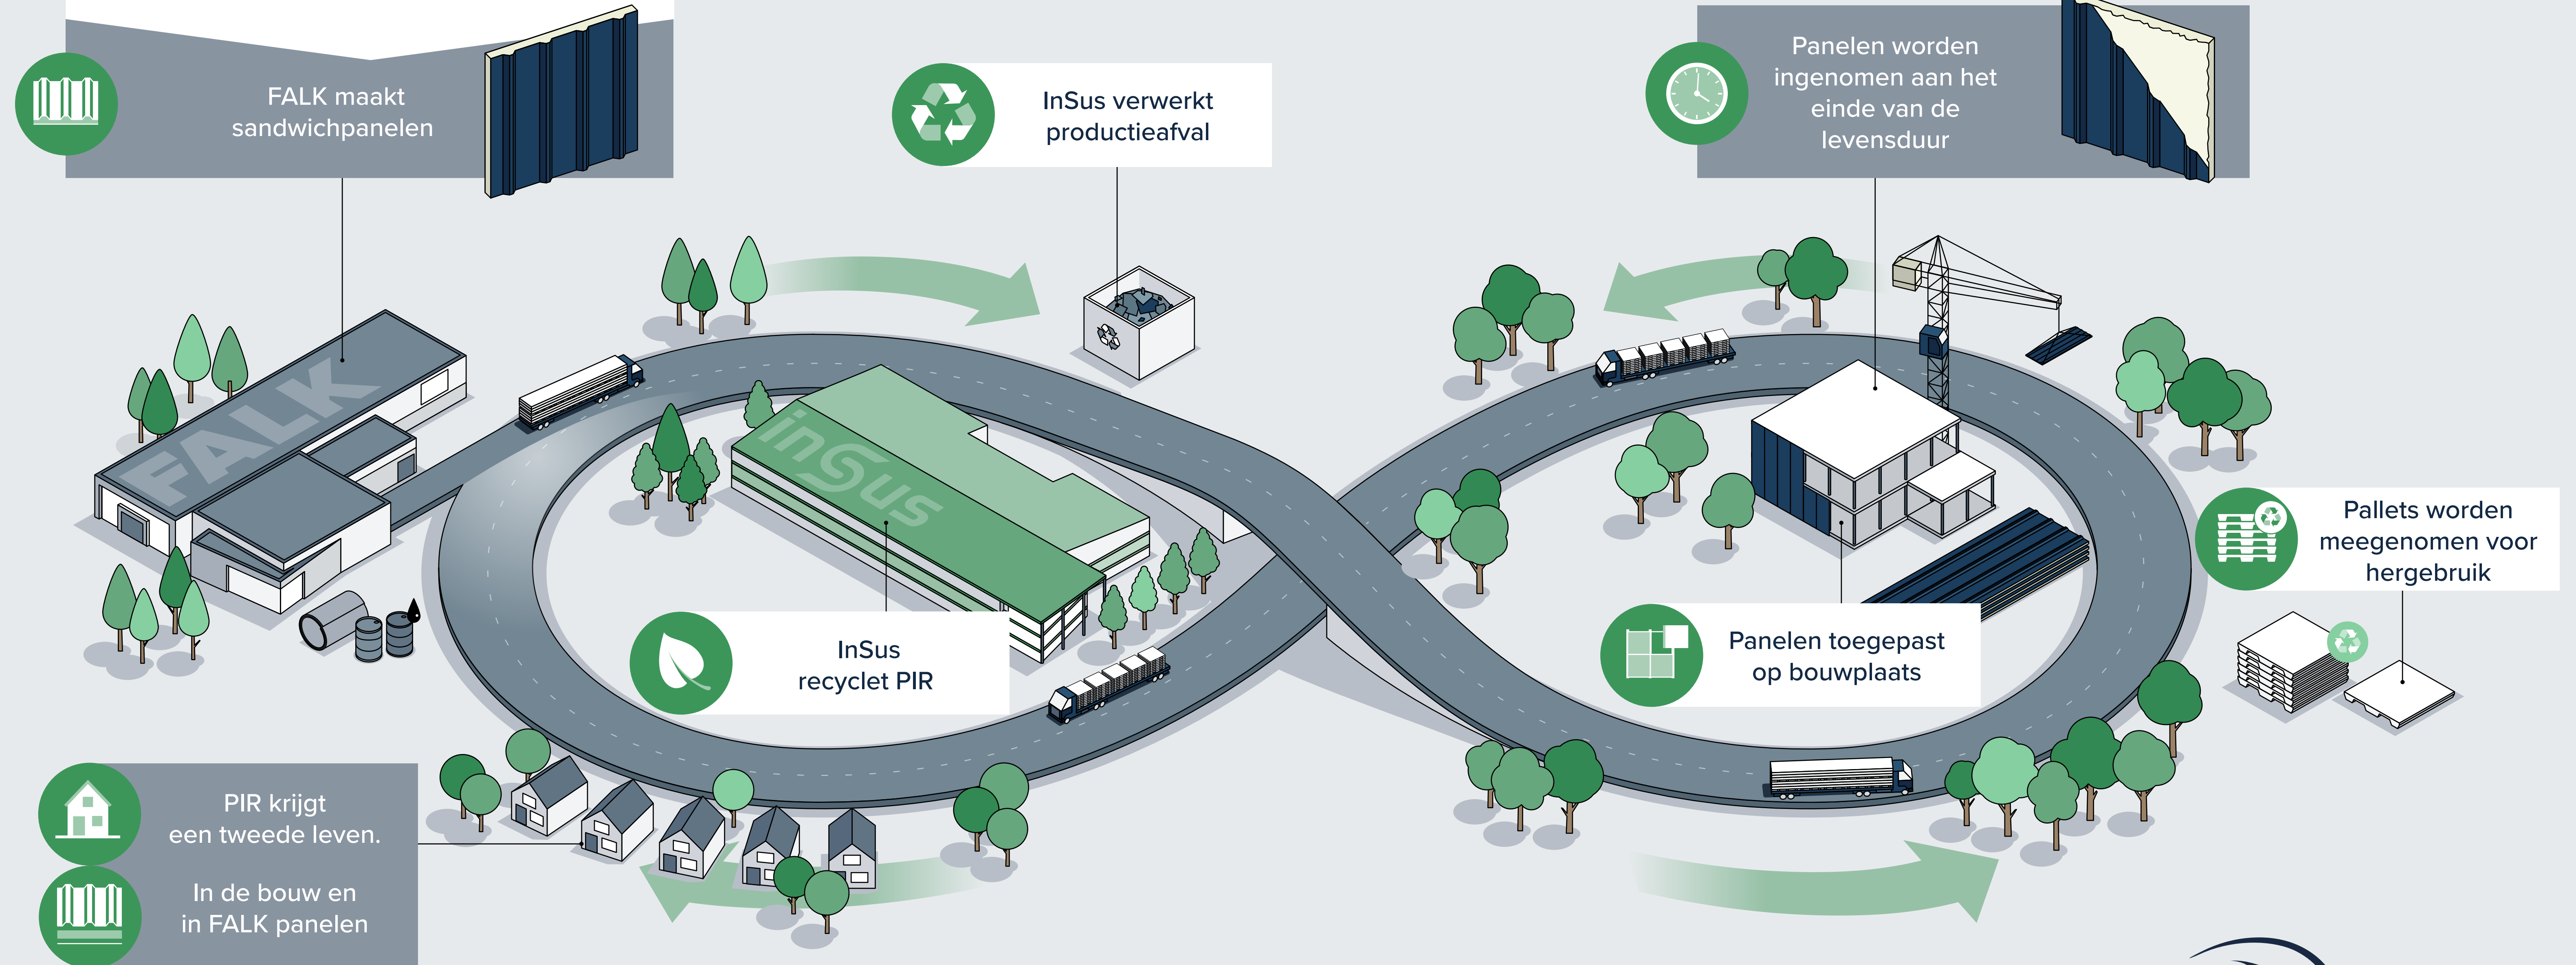 FALK maakt
sandwichpanelen
InSus verwerkt
productieafval
Panelen worden
ingenomen aan het
einde van de
levensduur
FALK
inSus
Pallets worden
meegenomen voor
hergebruik
InSus
recyclet PIR
Panelen toegepast
op bouwplaats
PIR krijgt
een tweede leven.
In de bouw en
in FALK panelen